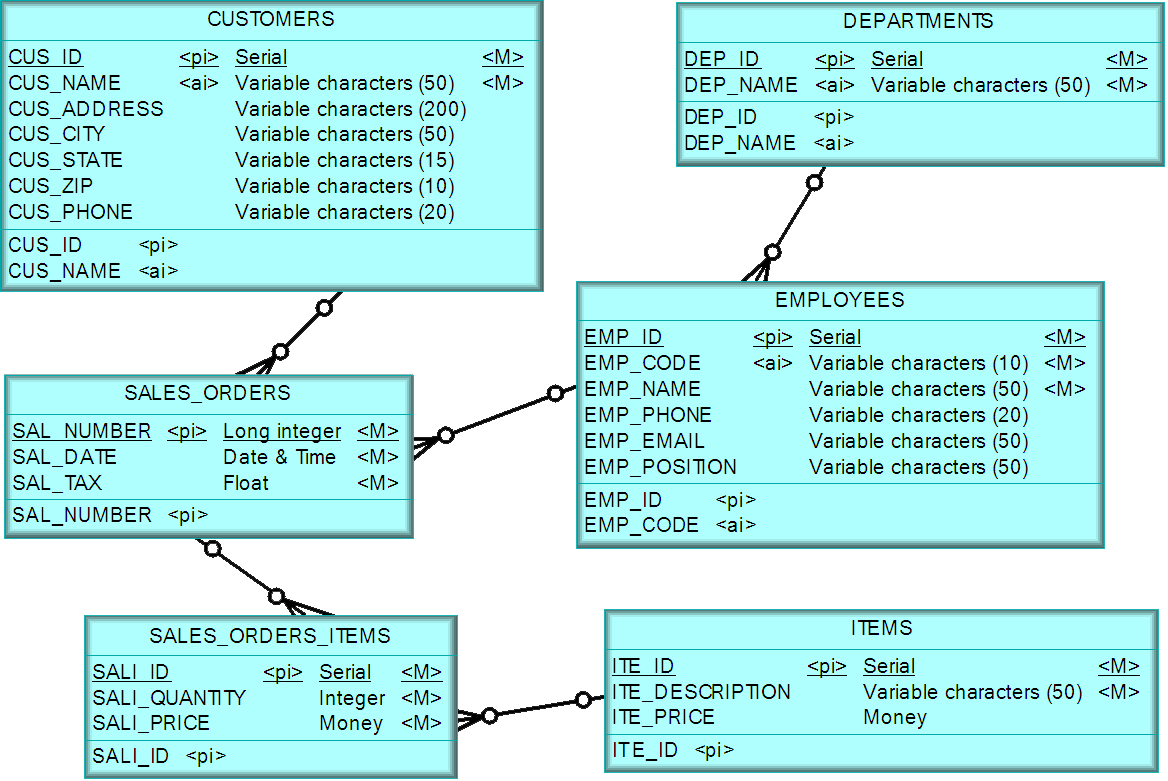 CUSTOMERS
CUS_ID <pi> Serial <M>
CUS_NAME <ai> Variable characters (50) <M>
CUS_ADDRESS Variable characters (200)
CUS_CITY Variable characters (50)
CUS_STATE Variable characters (15)
CUS_ZIP Variable characters (10)
CUS_PHONE Variable characters (20)
CUS_ID <pi>
CUS_NAME <ai>
DEPARTMENTS
DEP_ID <pi> Serial <M>
DEP_NAME <ai> Variable characters (50) <M>
DEP_ID <pi>
DEP_NAME <ai>
EMPLOYEES
EMP_ID <pi> Serial <M>
EMP_CODE <ai> Variable characters (10) <M>
EMP_NAME Variable characters (50) <M>
EMP_PHONE Variable characters (20)
EMP_EMAIL Variable characters (50)
EMP_POSITION Variable characters (50)
EMP_ID <pi>
EMP_CODE <ai>
SALES_ORDERS
SAL_NUMBER <pi> Long integer <M>
SAL_DATE Date & Time <M>
SAL_TAX Float <M>
SAL_NUMBER <pi>
SALES_ORDERS_ITEMS
SALI_ID <pi> Serial <M>
SALI_QUANTITY Integer <M>
SALI_PRICE Money <M>
SALI_ID <pi>
ITEMS
ITE_ID <pi> Serial <M>
ITE_DESCRIPTION Variable characters (50) <M>
ITE_PRICE Money
ITE_ID <pi>